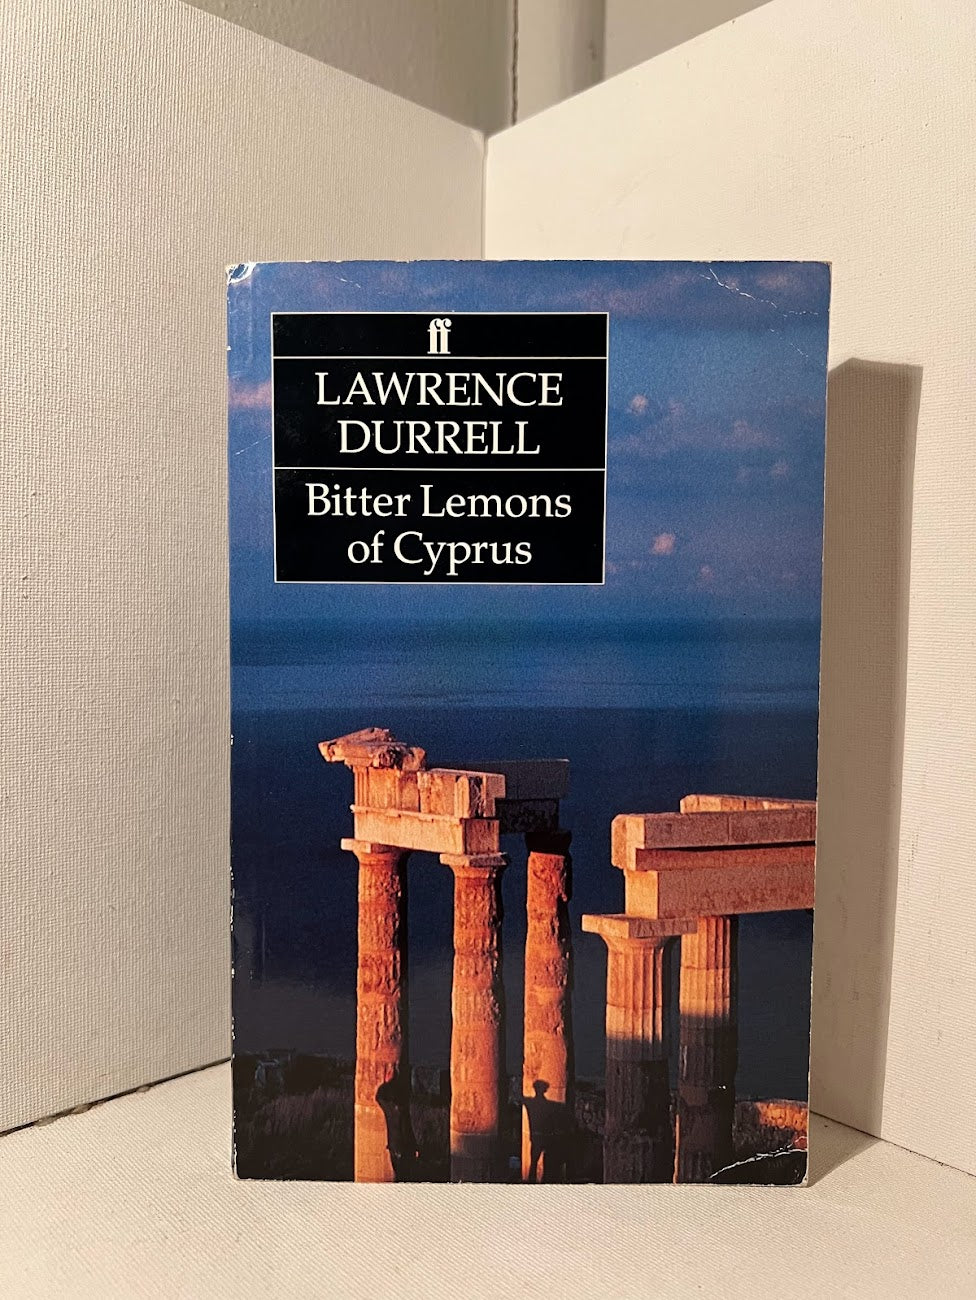 ff
LAWRENCE
DURRELL
Bitter Lemons
of Cyprus